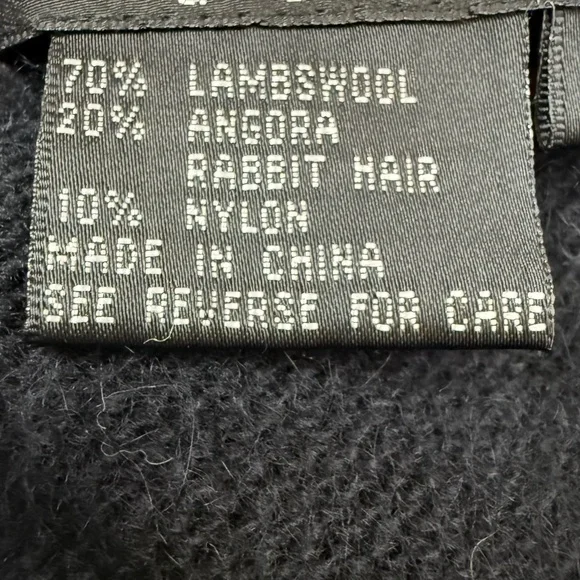 70% LAMBSWOOL
20% ANGORA
RABBIT HAIR
10% NYLON
MADE IN CHINA
SEE REVERSE FOR CARE